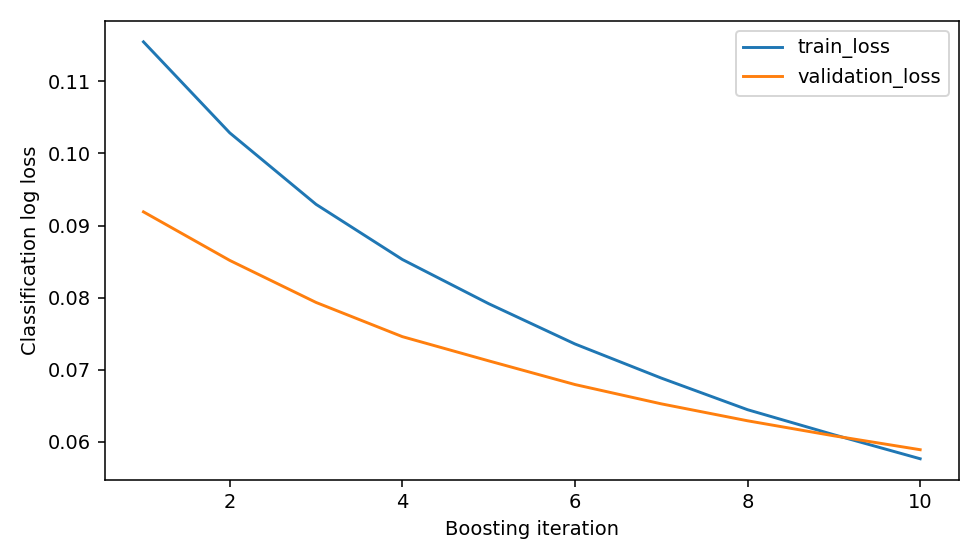 train_loss
validation_loss
0.11
0.10
0.09
0.08
0.07
0.06
Classification log loss
2
4
6
8
10
Boosting iteration